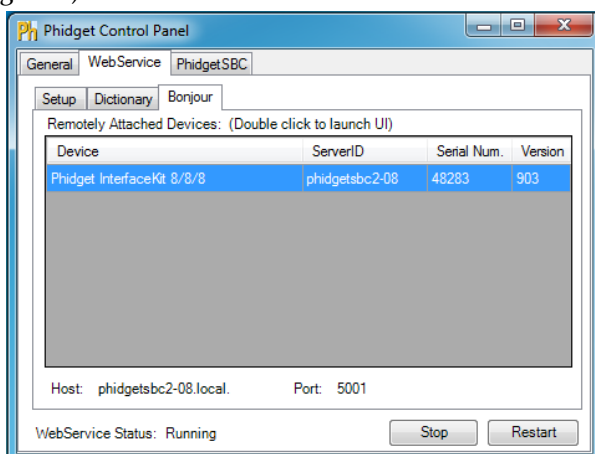 Ph Phidget Control Panel
General WebService PhidgetSBC
Setup Dictionary Bonjour
Remotely Attached Devices: (Double click to launch UI)
Device ServerID Serial Num. Version
Phidget InterfaceKit 8/8/8 phidgetsbc2-08 48283 903
Host: phidgetsbc2-08.local. Port: 5001
WebService Status: Running Stop Restart